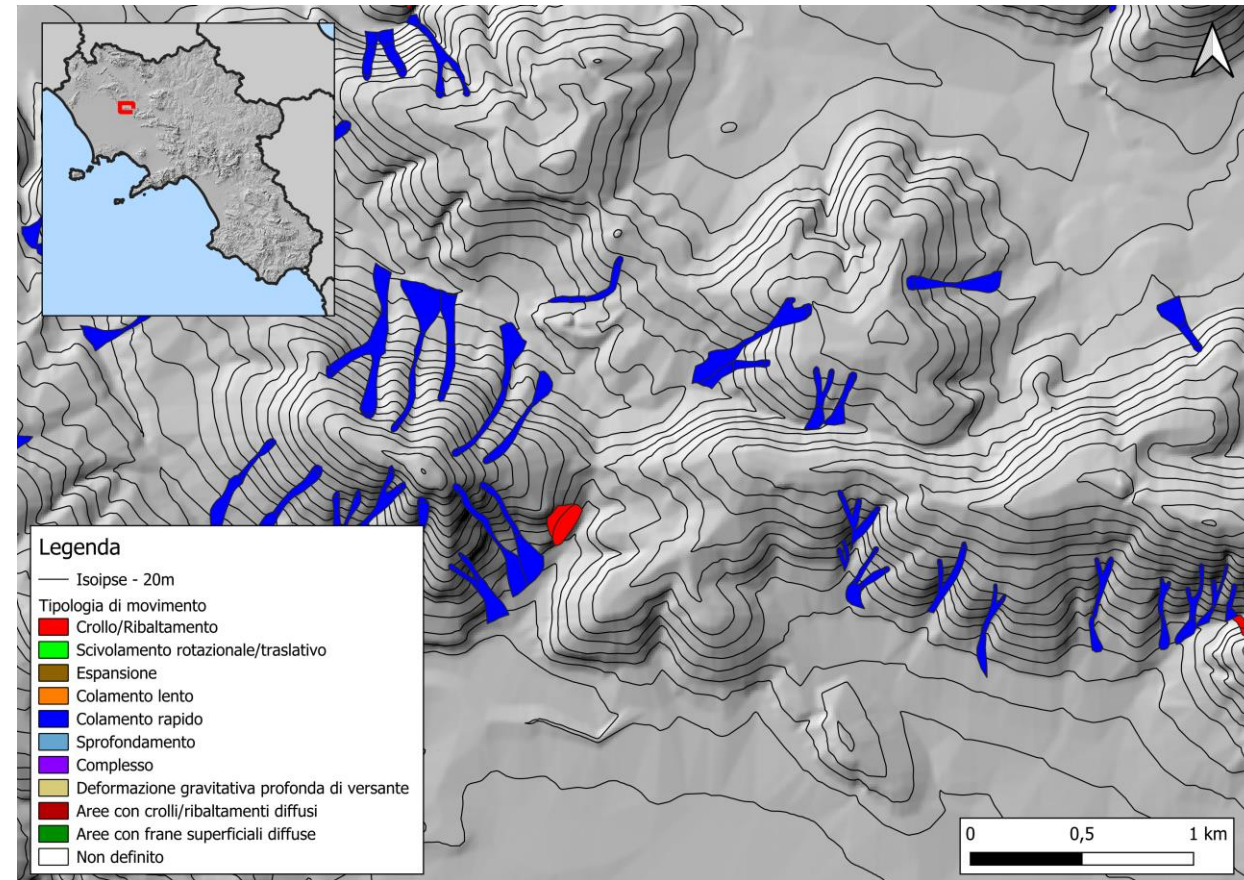 Legenda
Isoipse - 20m
Tipologia di movimento
Crollo/Ribaltamento
Scivolamento rotazionale/traslativo
Espansione
Colamento lento
Colamento rapido
Sprofondamento
Complesso
Deformazione gravitativa profonda di versante
Aree con crolli/ribaltamenti diffusi
Aree con frane superficiali diffuse
Non definito
0 0,5 1 km